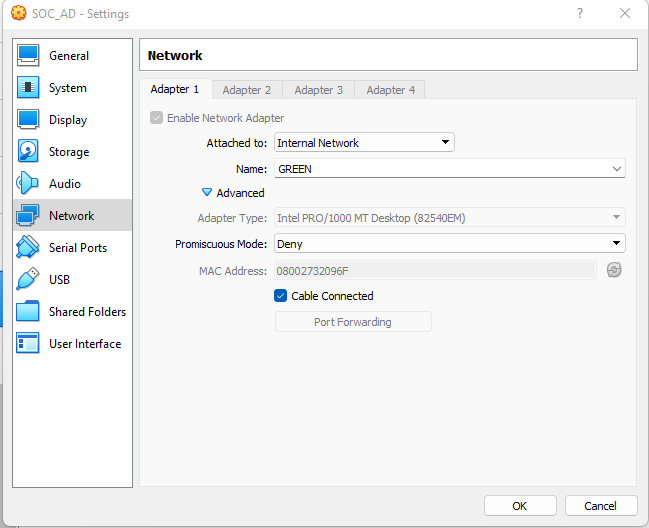 SOC_AD - Settings
?
General
System
Display
Storage
Audio
Network
Serial Ports
USB
Shared Folders
User Interface
Network
Adapter 1 Adapter 2 Adapter 3 Adapter 4
Enable Network Adapter
Attached to: Internal Network
Name: GREEN
Advanced
Adapter Type: Intel PRO/1000 MT Desktop (82540EM)
Promiscuous Mode: Deny
MAC Address: 08002732096F
Cable Connected
Port Forwarding
OK Cancel